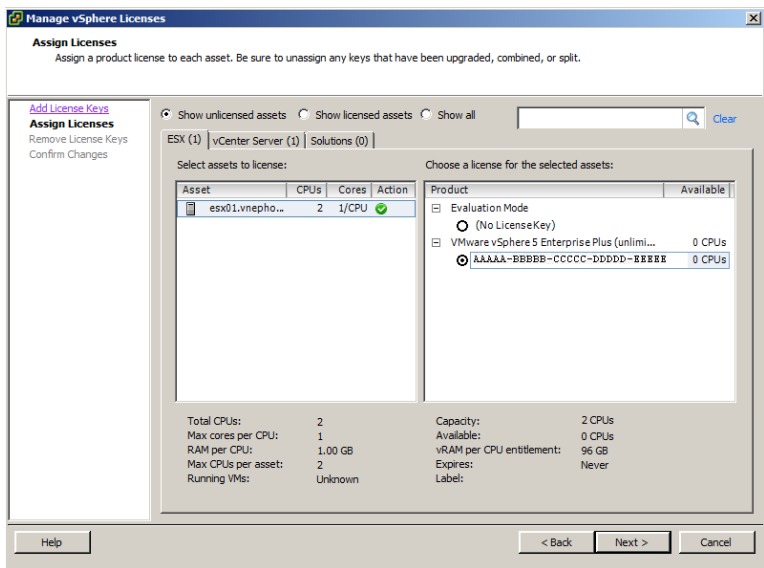 Manage vSphere Licenses
Assign Licenses
Assign a product license to each asset. Be sure to unassign any keys that have been upgraded, combined, or split.
Add License Keys
Assign Licenses
Remove License Keys
Confirm Changes
Show unlicensed assets Show licensed assets Show all
Clear
ESX (1) vCenter Server (1) Solutions (0)
Select assets to license:
Asset CPUs Cores Action
esx01.vnepho... 2 1/CPU
Total CPUs: 2
Max cores per CPU: 1
RAM per CPU: 1.00 GB
Max CPUs per asset: 2
Running VMs: Unknown
Choose a license for the selected assets:
Product Available
Evaluation Mode
(No License Key)
VMware vSphere 5 Enterprise Plus (unlimi... 0 CPUs
AAAAA-BBBBB-CCCCC-DDDDD-EEEEE 0 CPUs
Capacity: 2 CPUs
Available: 0 CPUs
vRAM per CPU entitlement: 96 GB
Expires: Never
Label:
Help < Back Next > Cancel